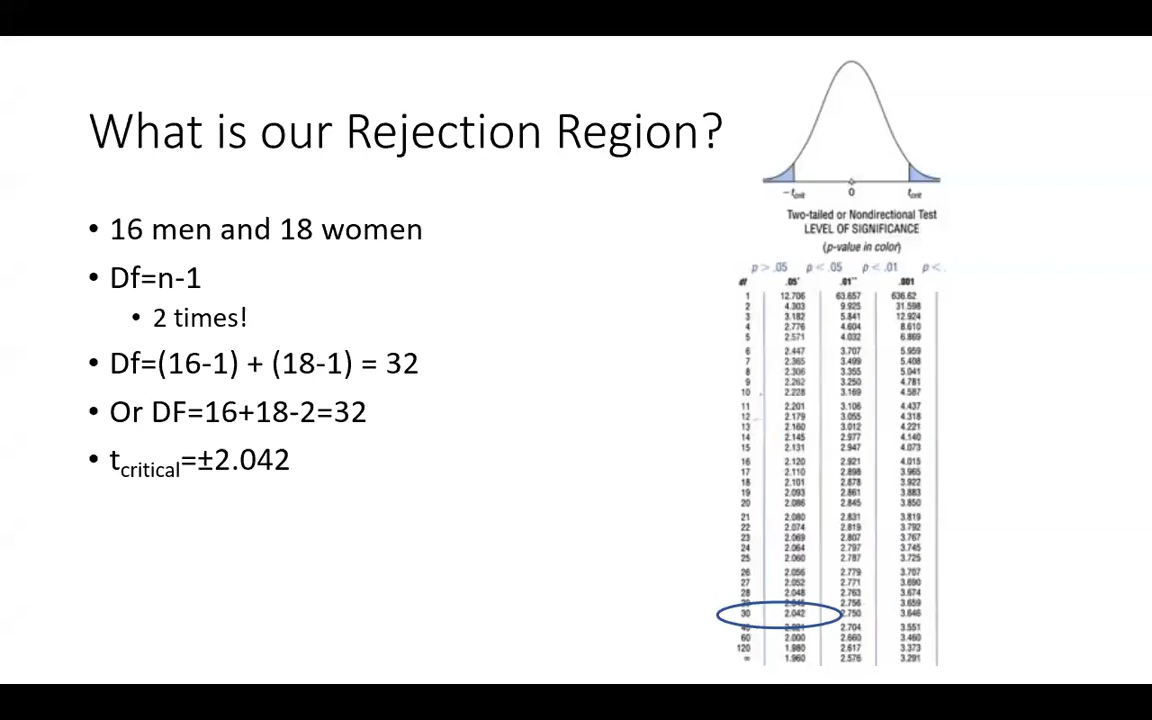 What is our Rejection Region?
• 16 men and 18 women
• Df=n-1
• 2 times!
• Df=(16-1) + (18-1) = 32
• Or DF=16+18-2=32
• tcritical=±2.042
−tcrit 0 tcrit
Two-tailed or Nondirectional Test
LEVEL OF SIGNIFICANCE
(p-value in color)
p > .05 p < .05 p < .01 p < .
df .05* .01** .001
1 12.706 63.657 636.62
2 4.303 9.925 31.598
3 3.182 5.841 12.924
4 2.776 4.604 8.610
5 2.571 4.032 6.869
6 2.447 3.707 5.959
7 2.365 3.499 5.408
8 2.306 3.355 5.041
9 2.262 3.250 4.781
10 2.228 3.169 4.587
11 2.201 3.106 4.437
12 2.179 3.055 4.318
13 2.160 3.012 4.221
14 2.145 2.977 4.140
15 2.131 2.947 4.073
16 2.120 2.921 4.015
17 2.110 2.898 3.965
18 2.101 2.878 3.922
19 2.093 2.861 3.883
20 2.086 2.845 3.850
21 2.080 2.831 3.819
22 2.074 2.819 3.792
23 2.069 2.807 3.767
24 2.064 2.797 3.745
25 2.060 2.787 3.725
26 2.056 2.779 3.707
27 2.052 2.771 3.690
28 2.048 2.763 3.674
29 2.045 2.756 3.659
30 2.042 2.750 3.646
40 2.021 2.704 3.551
60 2.000 2.660 3.460
120 1.980 2.617 3.373
∞ 1.960 2.576 3.291